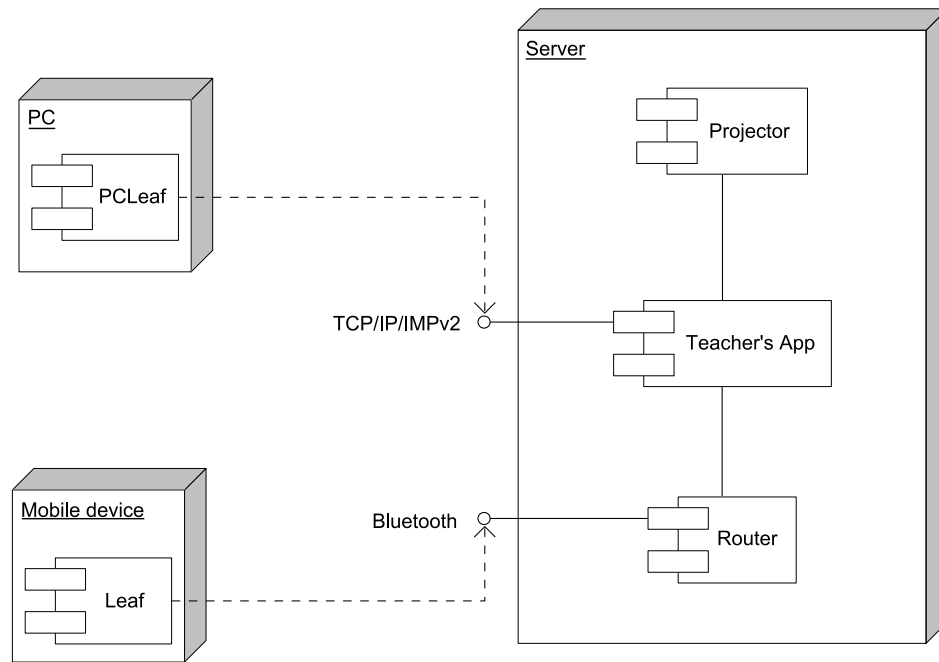 Server
PC
Projector
PCLeaf
TCP/IP/IMPv2
Teacher's App
Mobile device
Bluetooth
Router
Leaf